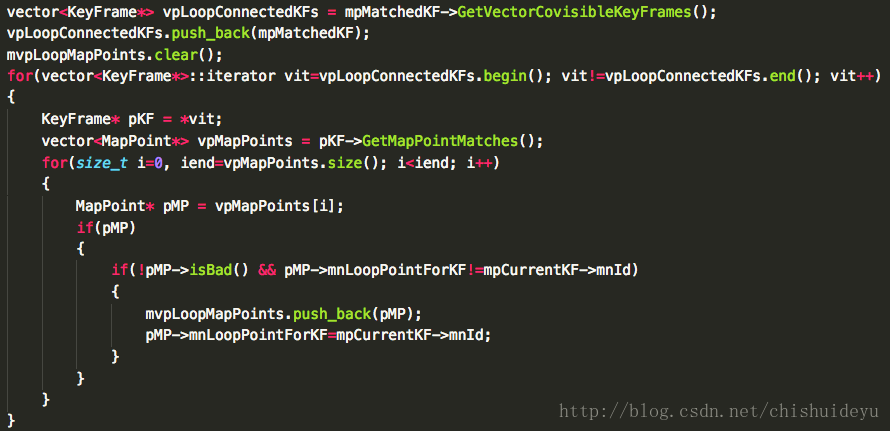 vector<KeyFrame*> vpLoopConnectedKFs = mpMatchedKF->GetVectorCovisibleKeyFrames();
vpLoopConnectedKFs.push_back(mpMatchedKF);
mvpLoopMapPoints.clear();
for(vector<KeyFrame*>::iterator vit=vpLoopConnectedKFs.begin(); vit!=vpLoopConnectedKFs.end(); vit++)
{
    KeyFrame* pKF = *vit;
    vector<MapPoint*> vpMapPoints = pKF->GetMapPointMatches();
    for(size_t i=0, iend=vpMapPoints.size(); i<iend; i++)
    {
        MapPoint* pMP = vpMapPoints[i];
        if(pMP)
        {
            if(!pMP->isBad() && pMP->mnLoopPointForKF!=mpCurrentKF->mnId)
            {
                mvpLoopMapPoints.push_back(pMP);
                pMP->mnLoopPointForKF=mpCurrentKF->mnId;
            }
        }
    }
}
http://blog.csdn.net/chishuideyu